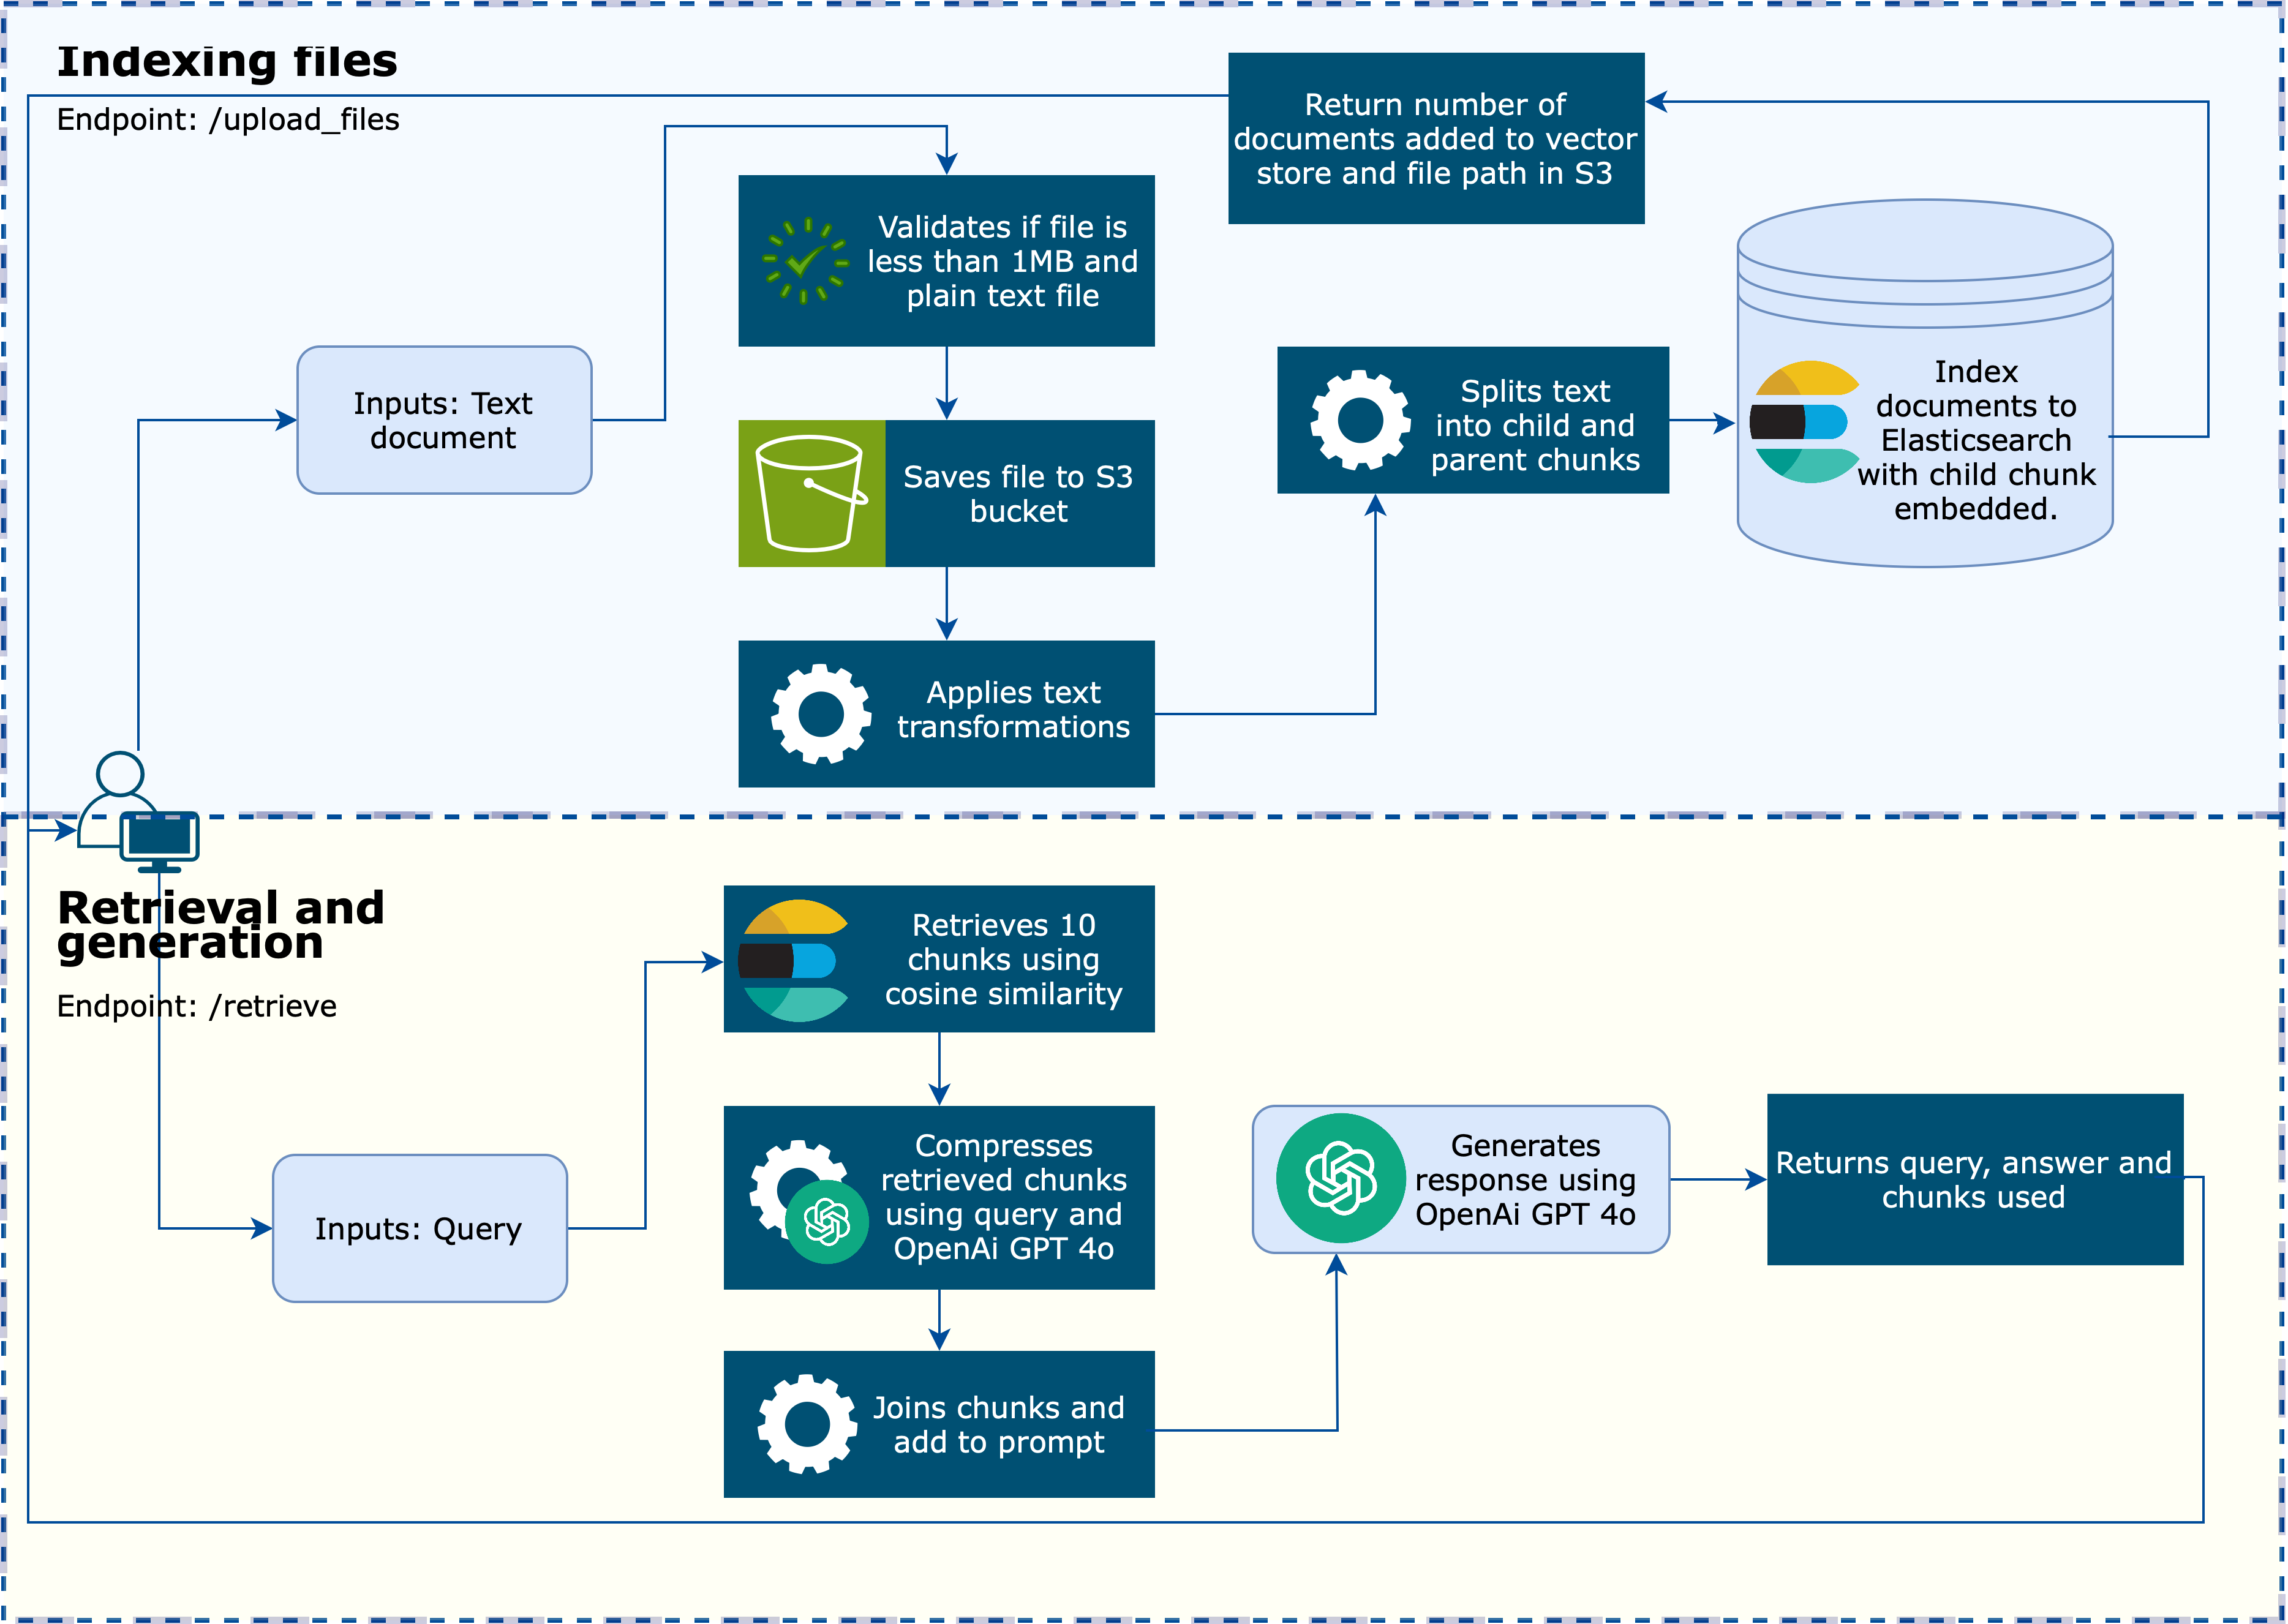 Indexing files
Endpoint: /upload_files
Return number of
documents added to vector
store and file path in S3
Validates if file is
less than 1MB and
plain text file
Inputs: Text
document
Saves file to S3
bucket
Applies text
transformations
Splits text
into child and
parent chunks
Index
documents to
Elasticsearch
with child chunk
embedded.
Retrieval and
generation
Endpoint: /retrieve
Inputs: Query
Retrieves 10
chunks using
cosine similarity
Compresses
retrieved chunks
using query and
OpenAi GPT 4o
Joins chunks and
add to prompt
Generates
response using
OpenAi GPT 4o
Returns query, answer and
chunks used